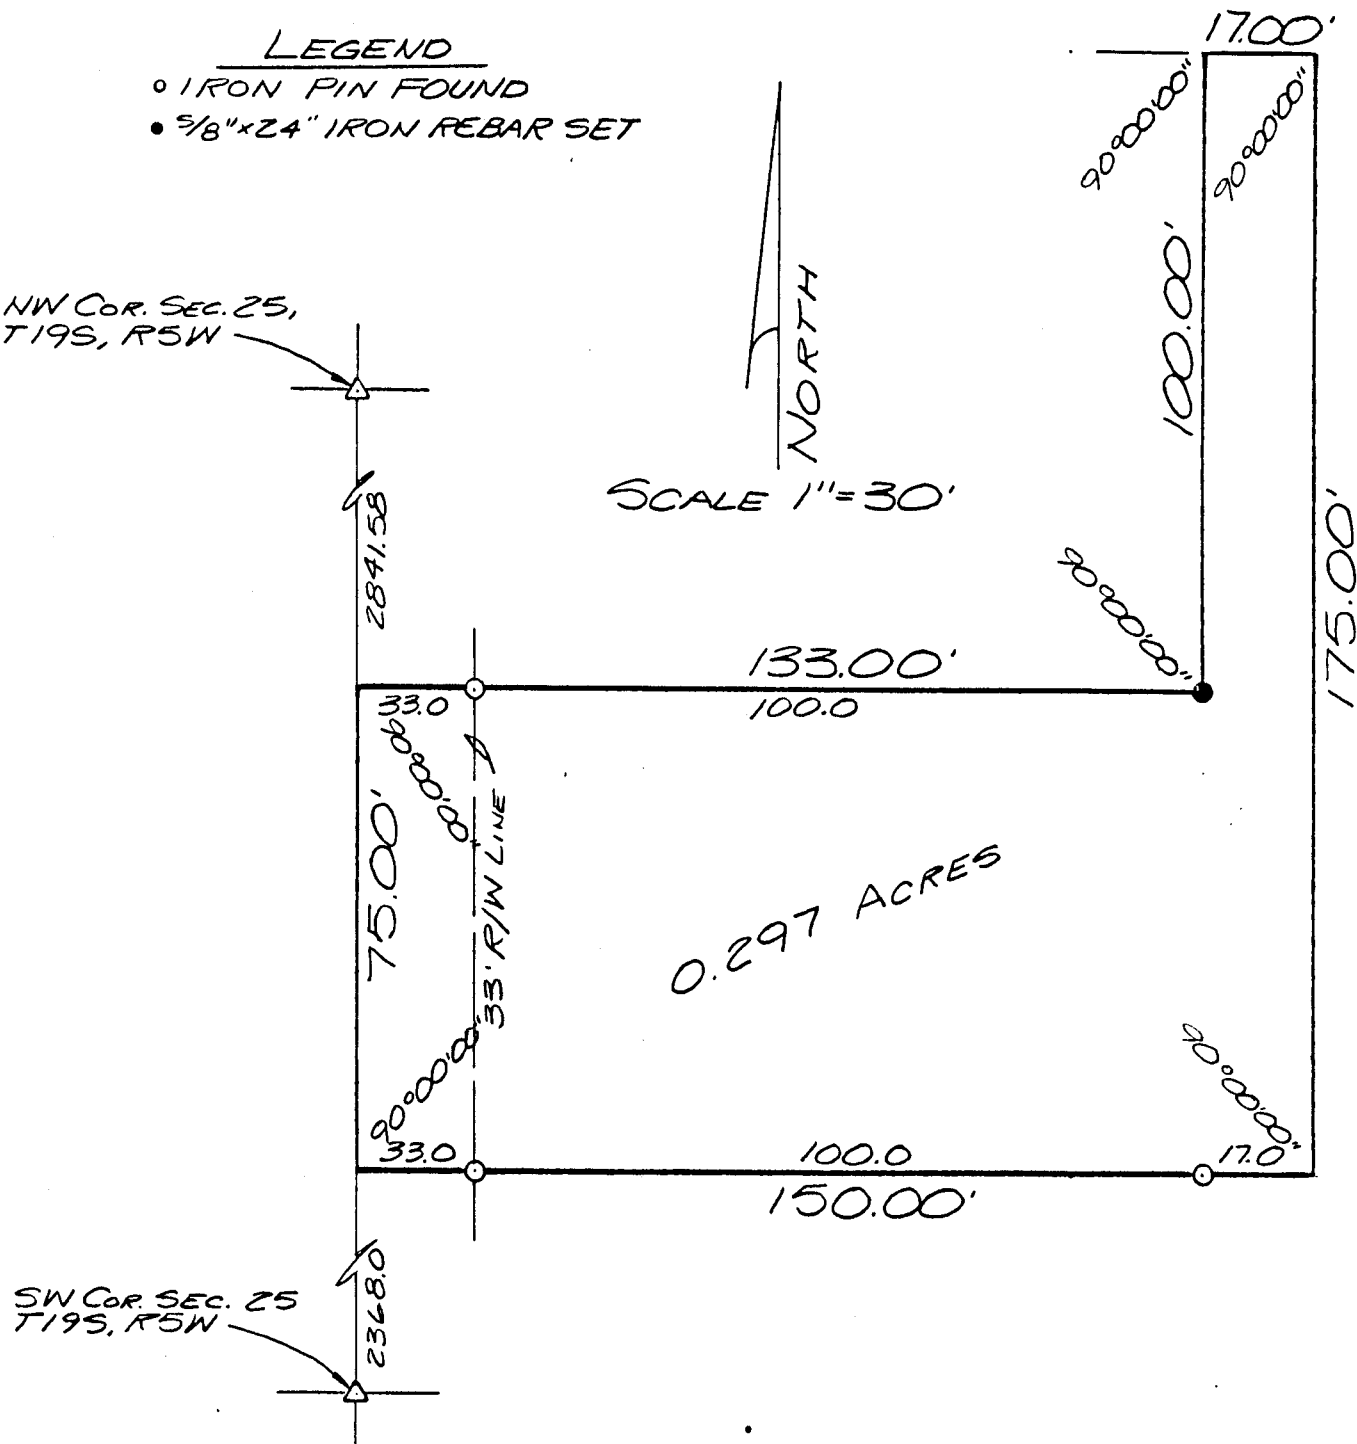 LEGEND
IRON PIN FOUND
5/8"x24" IRON REBAR SET
17.00'
90°00'00"
90°00'00"
100.00'
NW COR. SEC. 25,
T19S, R5W
NORTH
SCALE 1"=30'
2841.58
90°00'00"
175.00'
133.00'
33.0
100.0
90°00'00"
75.00'
33' R/W LINE
0.297 ACRES
90°00'00"
90°00'00"
33.0
100.0
17.0
150.00'
2368.0
SW COR. SEC. 25
T19S, R5W